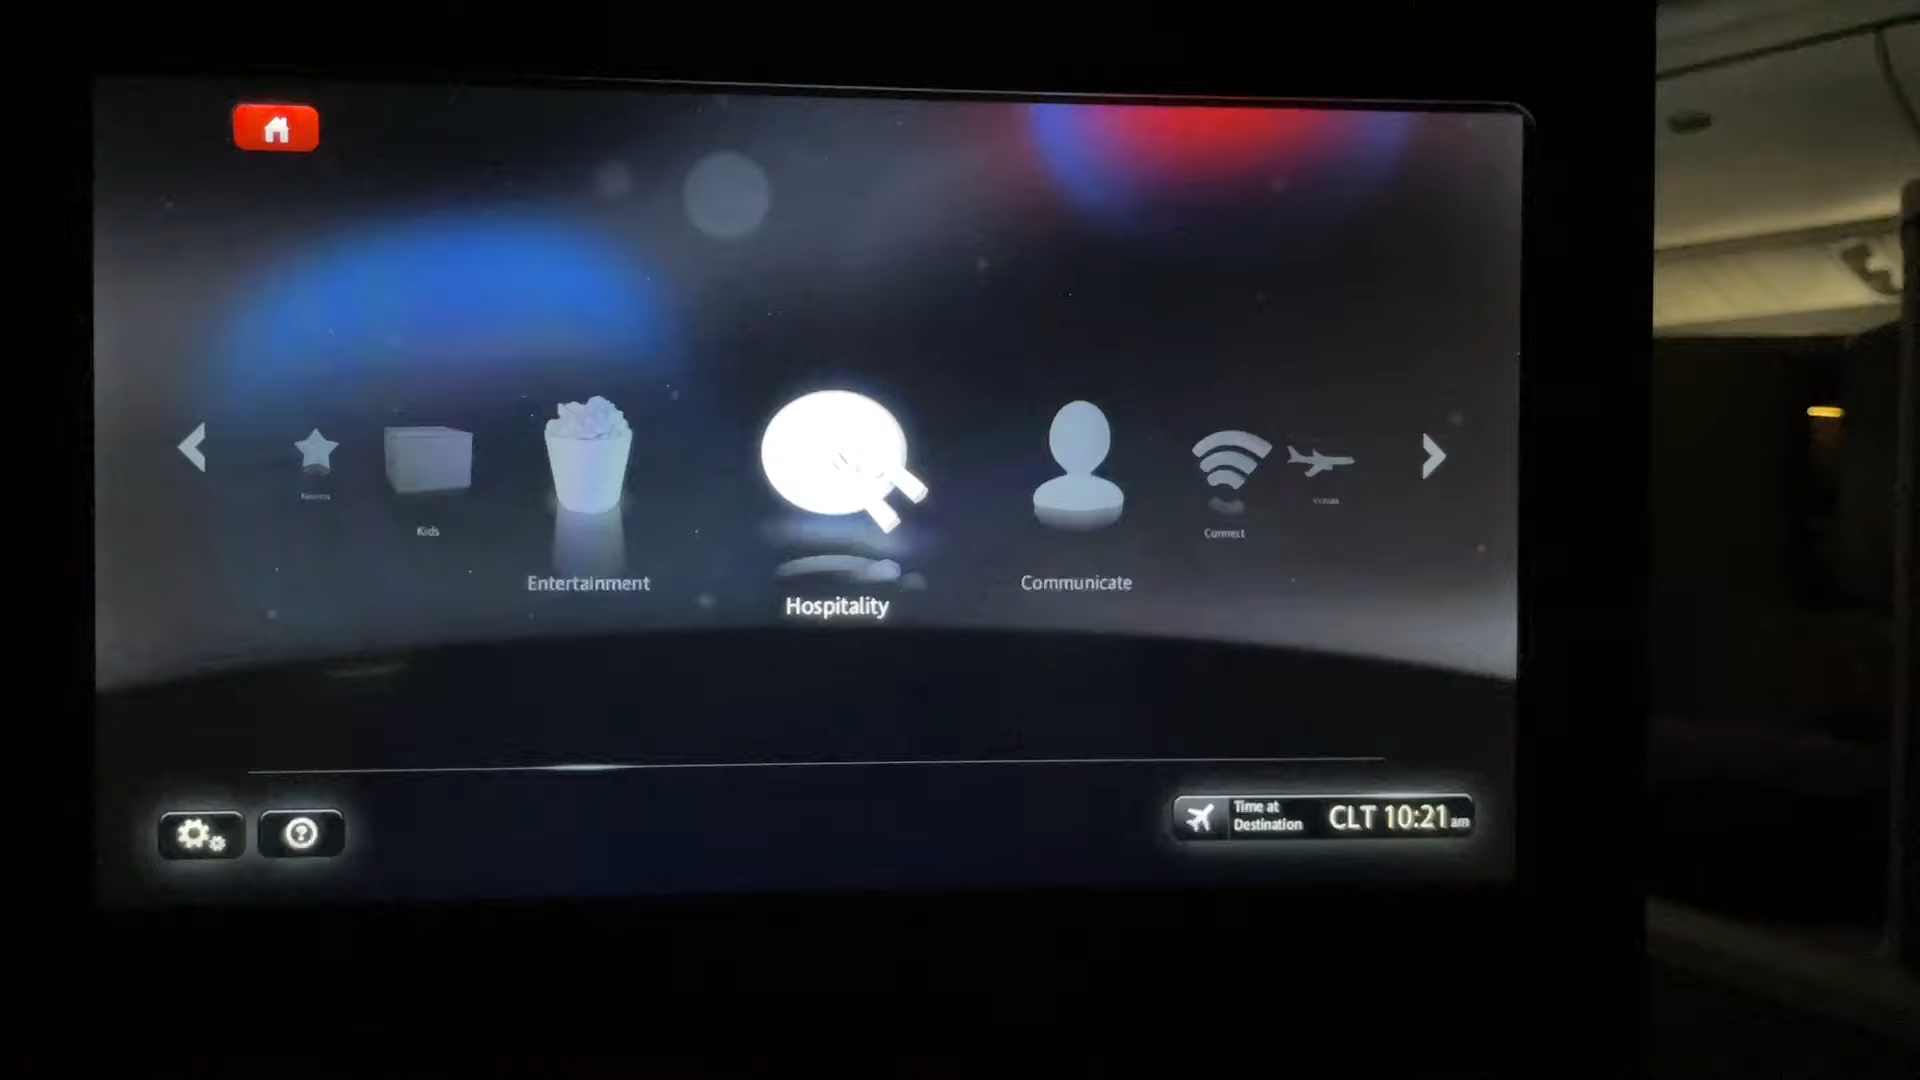 Kids
Entertainment
Hospitality
Communicate
Connect
Time at
Destination
CLT 10:21 am